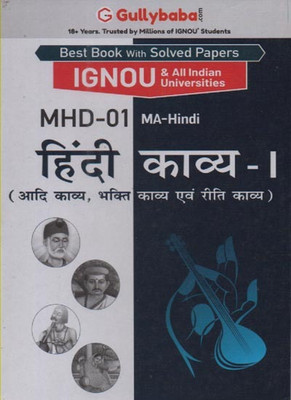 Gullybaba.com
16+ Years, Trusted by Millions of IGNOU' Students
Best Book With Solved Papers
IGNOU & All Indian Universities
MHD-01 MA-Hindi
हिंदी काव्य - I
( आदि काव्य, भक्ति काव्य एवं रीति काव्य )